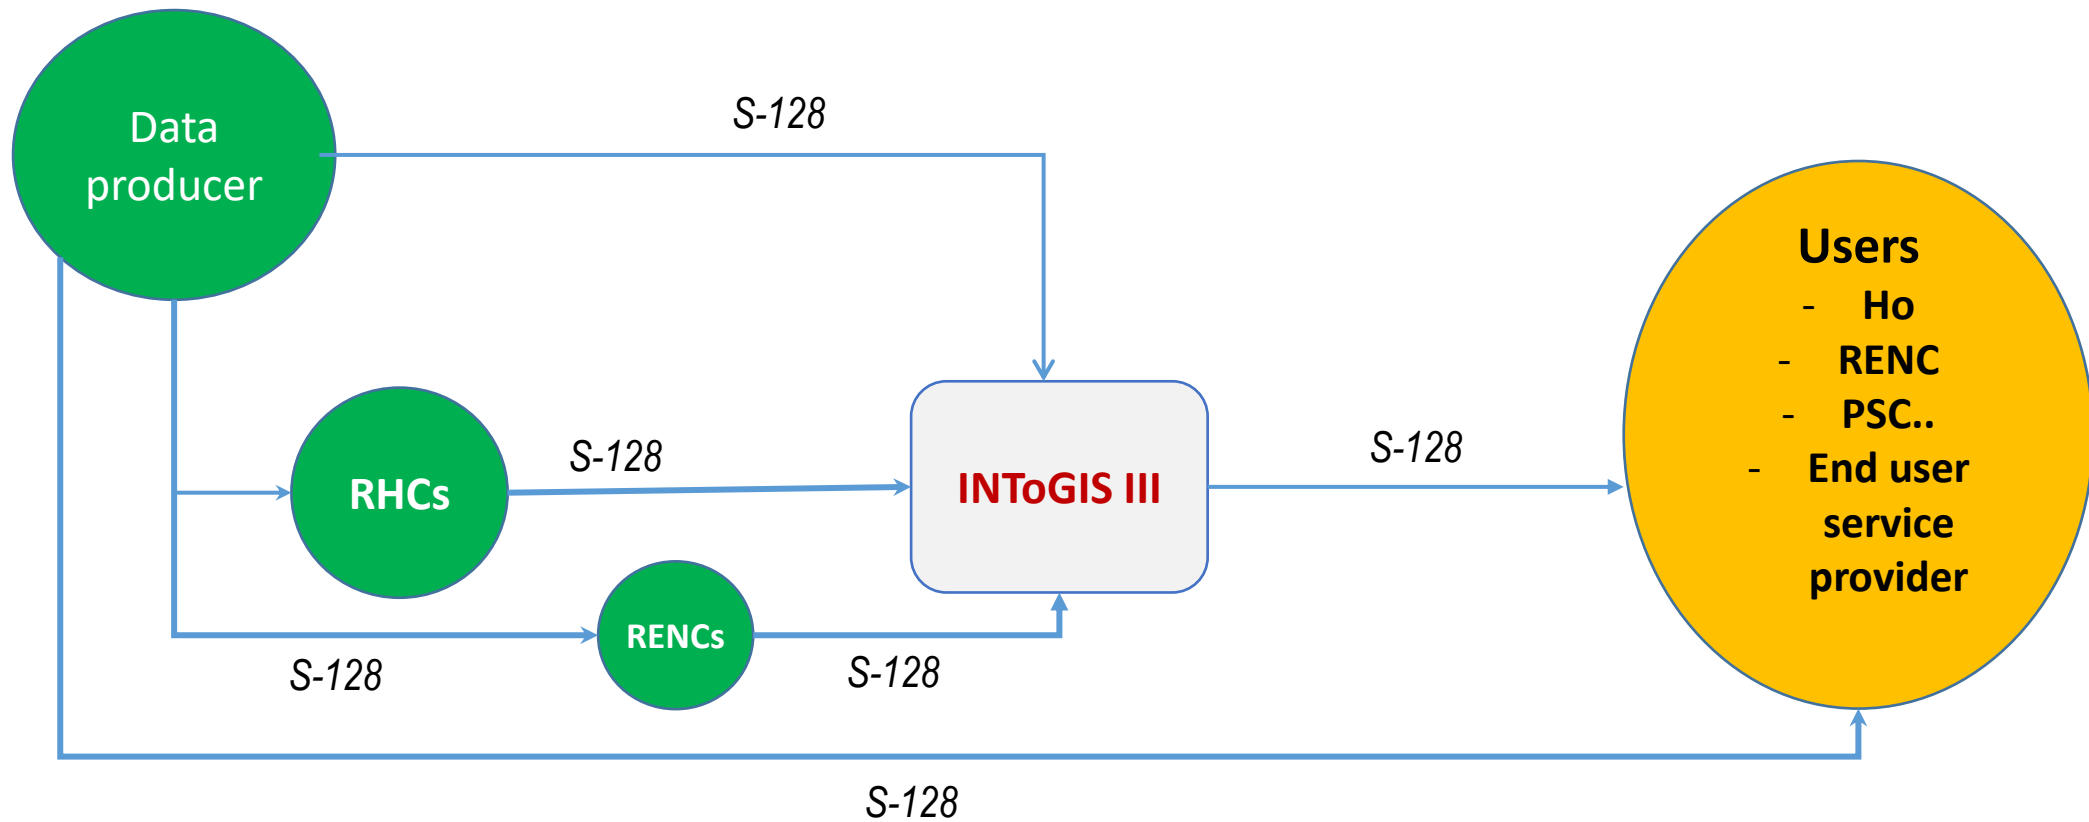 Data
producer
S-128
Users
- Ho
- RENC
- PSC..
- End user
service
provider
RHCs
S-128
INToGIS III
S-128
RENCs
S-128
S-128
S-128